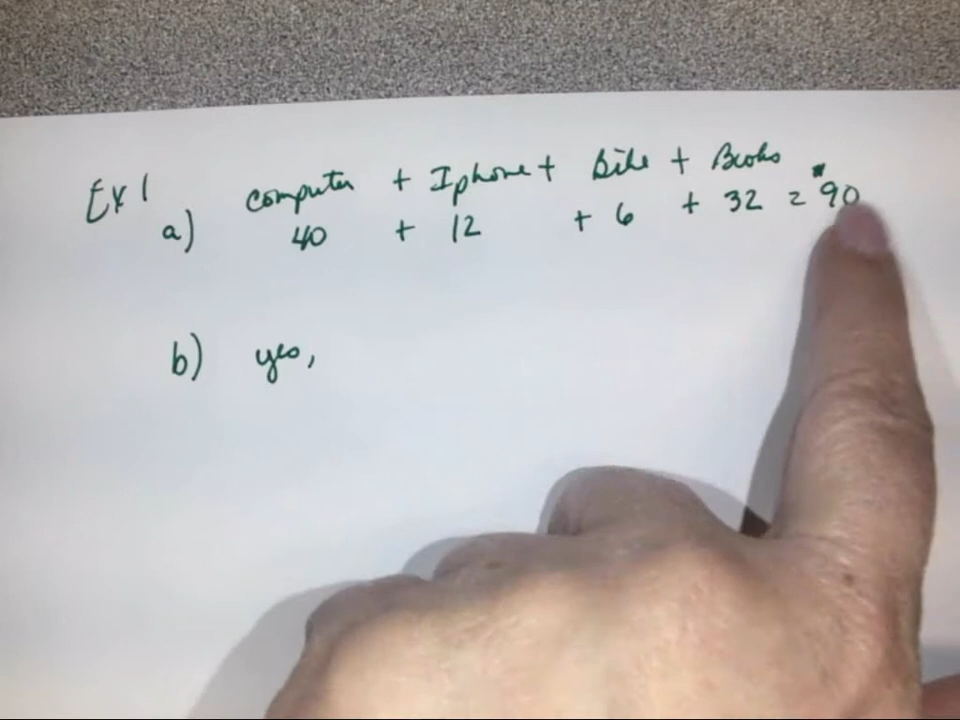 Ex 1 Computer + Iphone + Bike + Books
a) 40 + 12 + 6 + 32 = 90
b) yes,